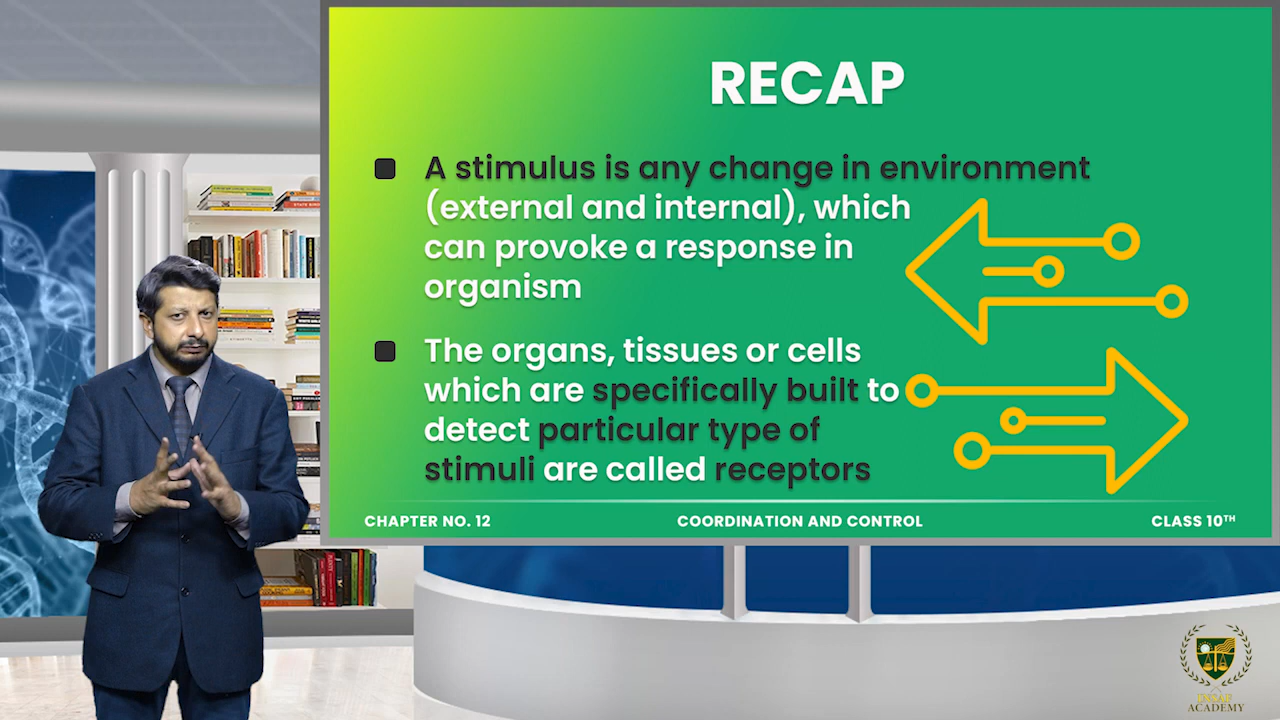 RECAP
A stimulus is any change in environment
(external and internal), which
can provoke a response in
organism
The organs, tissues or cells
which are specifically built to
detect particular type of
stimuli are called receptors
CHAPTER NO. 12 COORDINATION AND CONTROL CLASS 10TH
ACADEMY